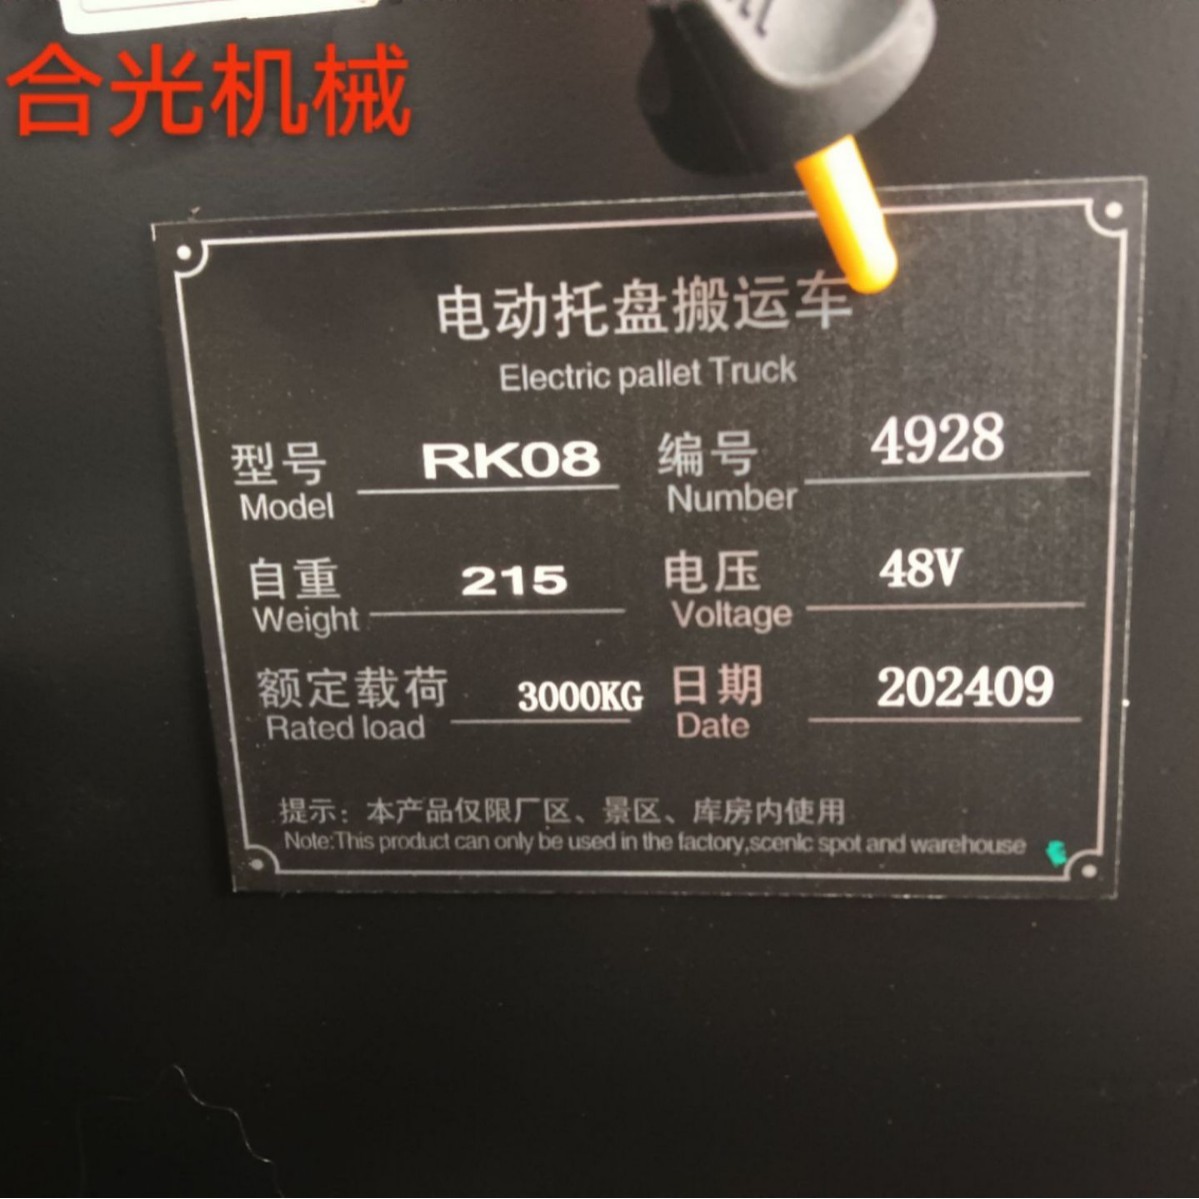 合光机械
电动托盘搬运车
Electric pallet Truck
型号 RK08 编号 4928
Model Number
自重 215 电压 48V
Weight Voltage
额定载荷 3000KG 日期 202409
Rated load Date
提示：本产品仅限厂区、景区、库房内使用
Note:This product can only be used in the factory,scenlc spot and warehouse